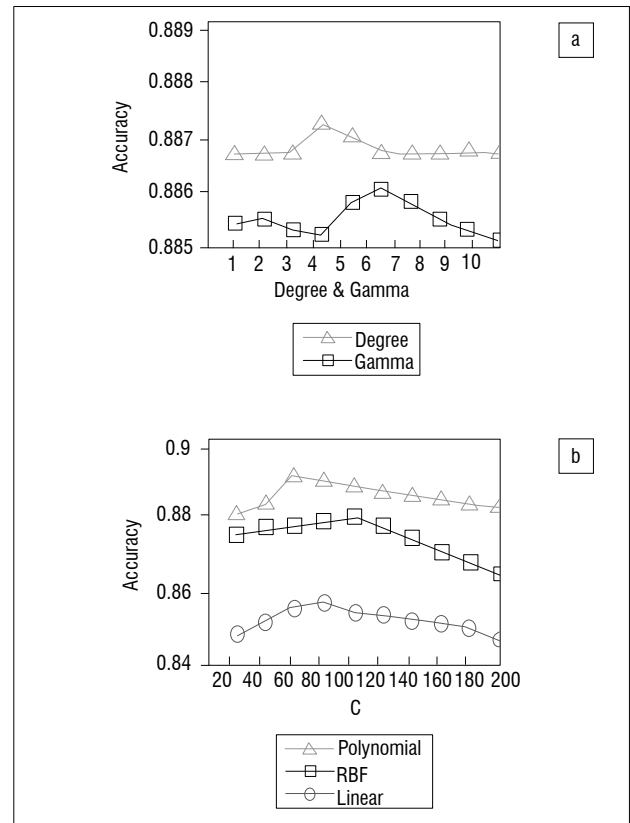 a
0.889
0.888
0.887
0.886
0.885
Accuracy
1 2 3 4 5 6 7 8 9 10
Degree & Gamma
Degree
Gamma
b
0.9
0.88
0.86
0.84
Accuracy
20 40 60 80 100 120 140 160 180 200
C
Polynomial
RBF
Linear